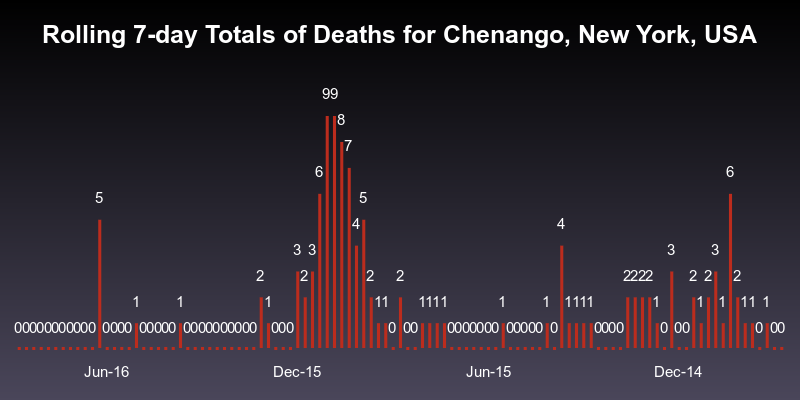 Rolling 7-day Totals of Deaths for Chenango, New York, USA
99
8
7
6 6
5 5
4 4
3 3 3 3
2 2 2 2 2222 2 2 2
1 1 1 11 1111 1 1 1111 1 1 1 11 1
00000000000 0000 00000 0000000000 000 0 00 0000000 00000 0 0000 0 00 0 00
Jun-16 Dec-15 Jun-15 Dec-14